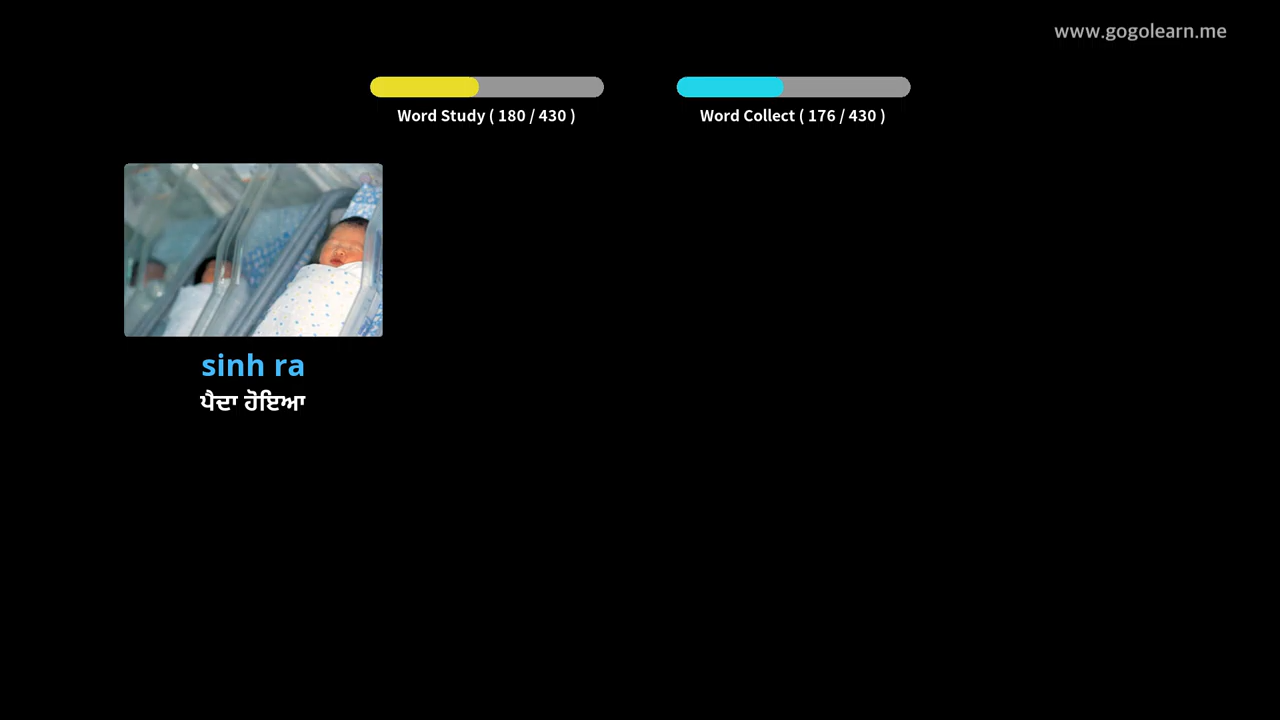 www.gogolearn.me
Word Study ( 180 / 430 )
Word Collect ( 176 / 430 )
sinh ra
ਪੈਦਾ ਹੋਇਆ